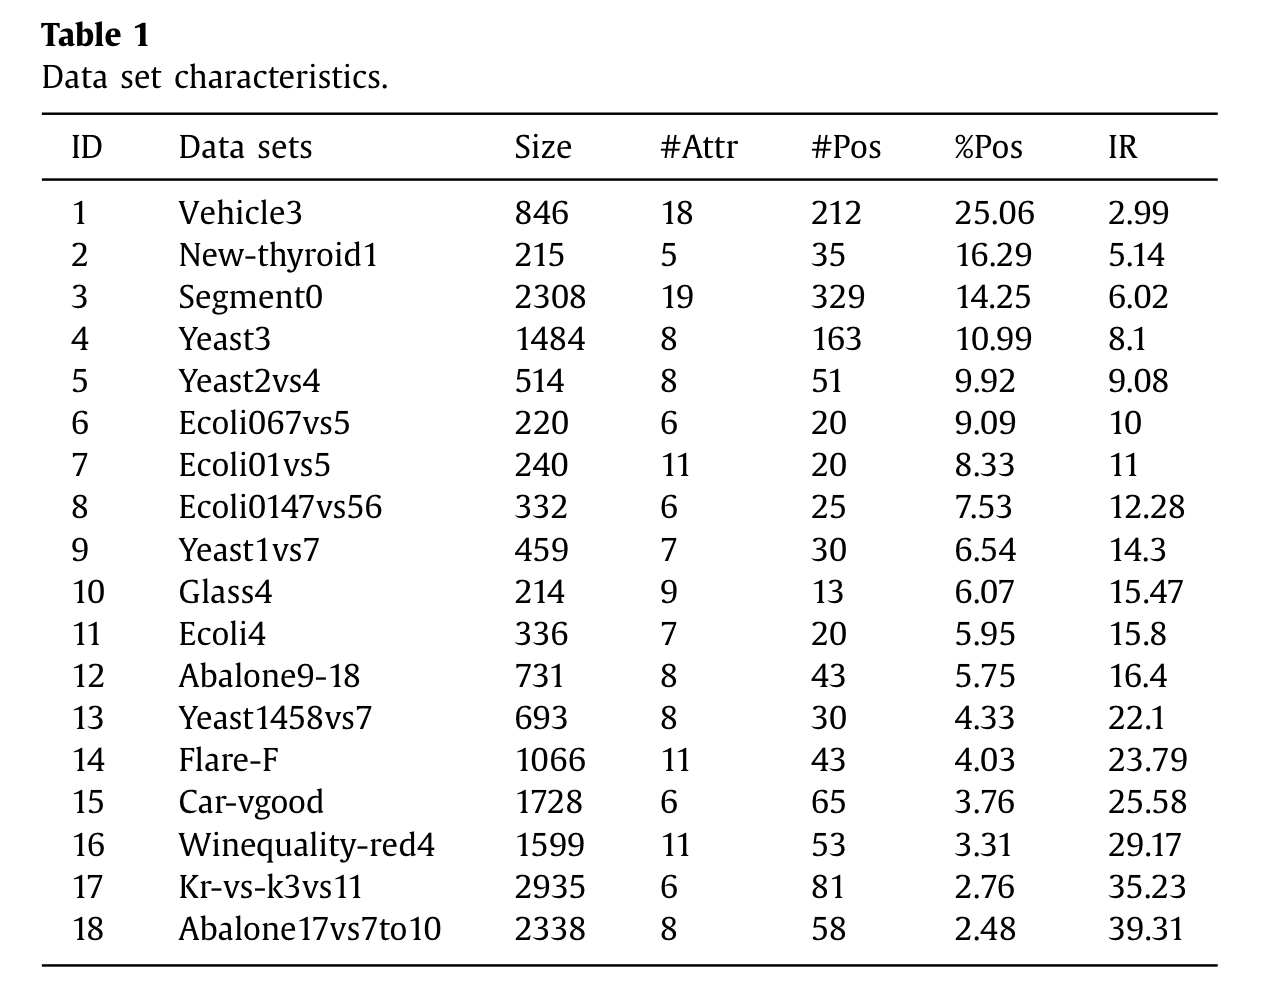 Table 1
Data set characteristics.
ID Data sets Size #Attr #Pos %Pos IR
1 Vehicle3 846 18 212 25.06 2.99
2 New-thyroid1 215 5 35 16.29 5.14
3 Segment0 2308 19 329 14.25 6.02
4 Yeast3 1484 8 163 10.99 8.1
5 Yeast2vs4 514 8 51 9.92 9.08
6 Ecoli067vs5 220 6 20 9.09 10
7 Ecoli01vs5 240 11 20 8.33 11
8 Ecoli0147vs56 332 6 25 7.53 12.28
9 Yeast1vs7 459 7 30 6.54 14.3
10 Glass4 214 9 13 6.07 15.47
11 Ecoli4 336 7 20 5.95 15.8
12 Abalone9-18 731 8 43 5.75 16.4
13 Yeast1458vs7 693 8 30 4.33 22.1
14 Flare-F 1066 11 43 4.03 23.79
15 Car-vgood 1728 6 65 3.76 25.58
16 Winequality-red4 1599 11 53 3.31 29.17
17 Kr-vs-k3vs11 2935 6 81 2.76 35.23
18 Abalone17vs7to10 2338 8 58 2.48 39.31